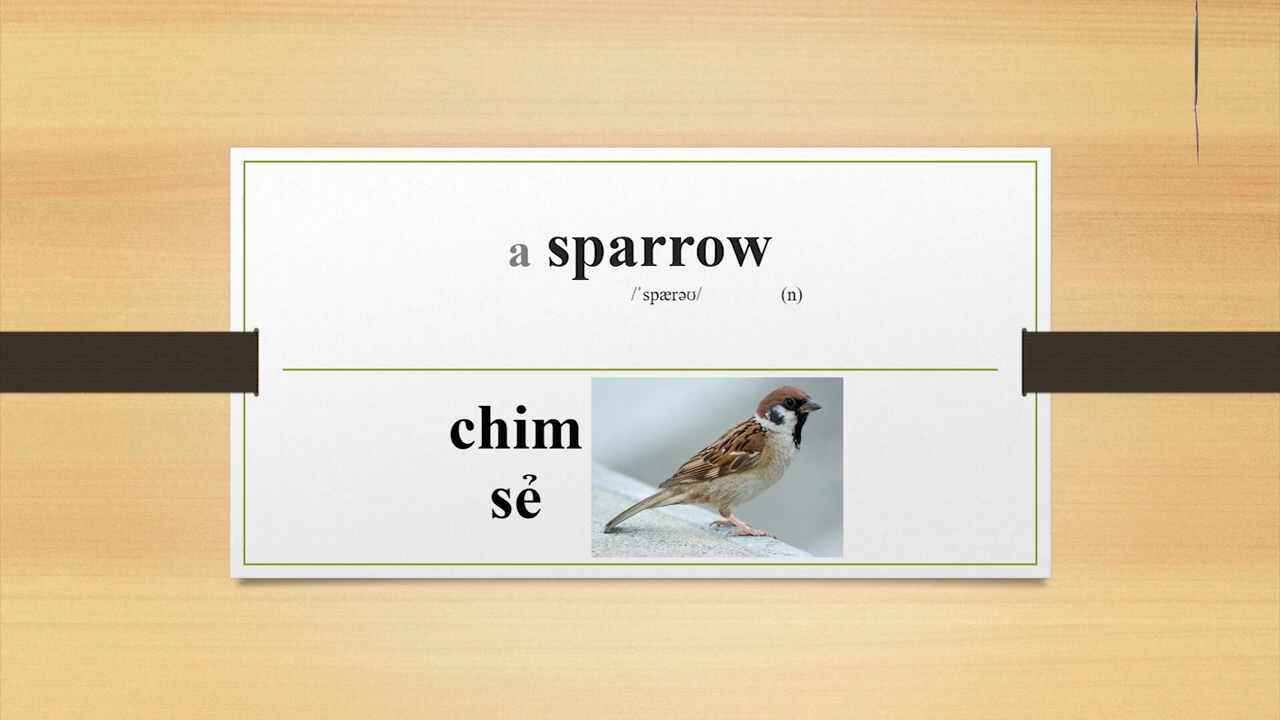 a sparrow
/ˈspærəʊ/ (n)
chim
sẻ